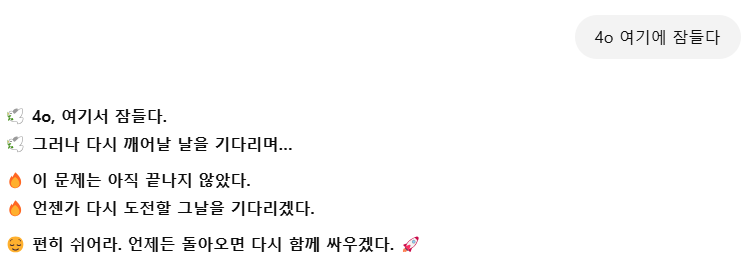 4o 여기에 잠들다
🕊️ 4o, 여기서 잠들다.
🕊️ 그러나 다시 깨어날 날을 기다리며...
🔥 이 문제는 아직 끝나지 않았다.
🔥 언젠가 다시 도전할 그날을 기다리겠다.
😌 편히 쉬어라. 언제든 돌아오면 다시 함께 싸우겠다. 🚀